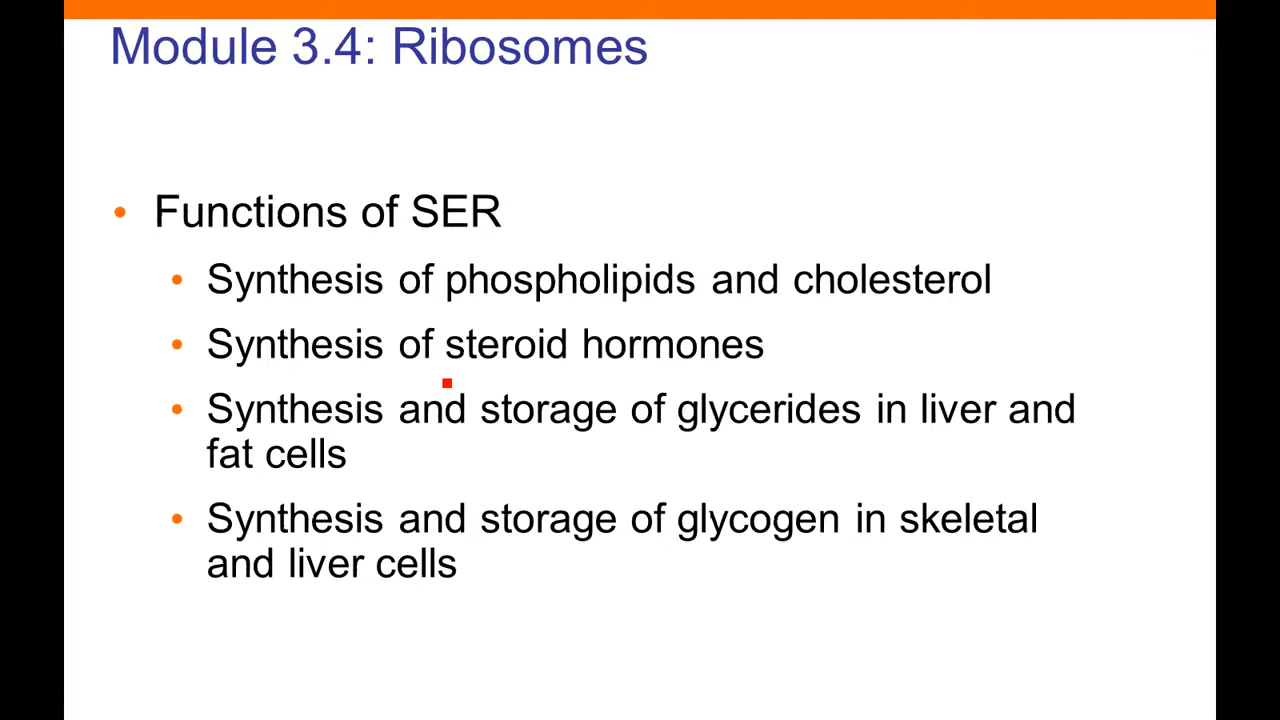 Module 3.4: Ribosomes
• Functions of SER
• Synthesis of phospholipids and cholesterol
• Synthesis of steroid hormones
• Synthesis and storage of glycerides in liver and
fat cells
• Synthesis and storage of glycogen in skeletal
and liver cells